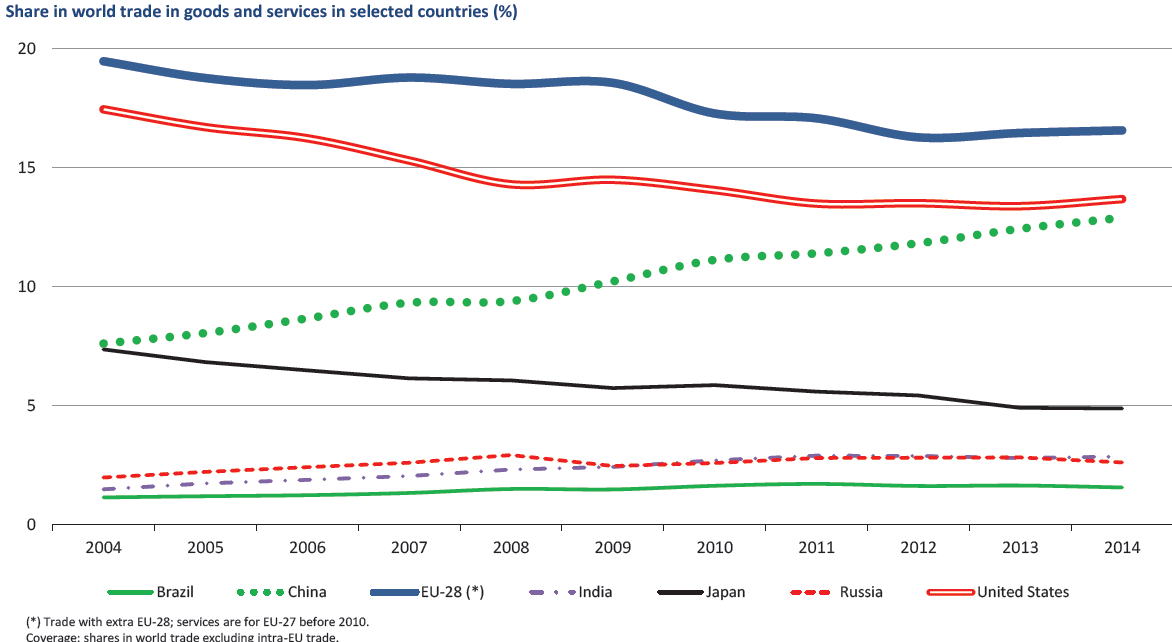 Share in world trade in goods and services in selected countries (%)
20
15
10
5
0
2004 2005 2006 2007 2008 2009 2010 2011 2012 2013 2014
Brazil China EU-28 (*) India Japan Russia United States
(*) Trade with extra EU-28; services are for EU-27 before 2010.
Coverage: shares in world trade excluding intra-EU trade.